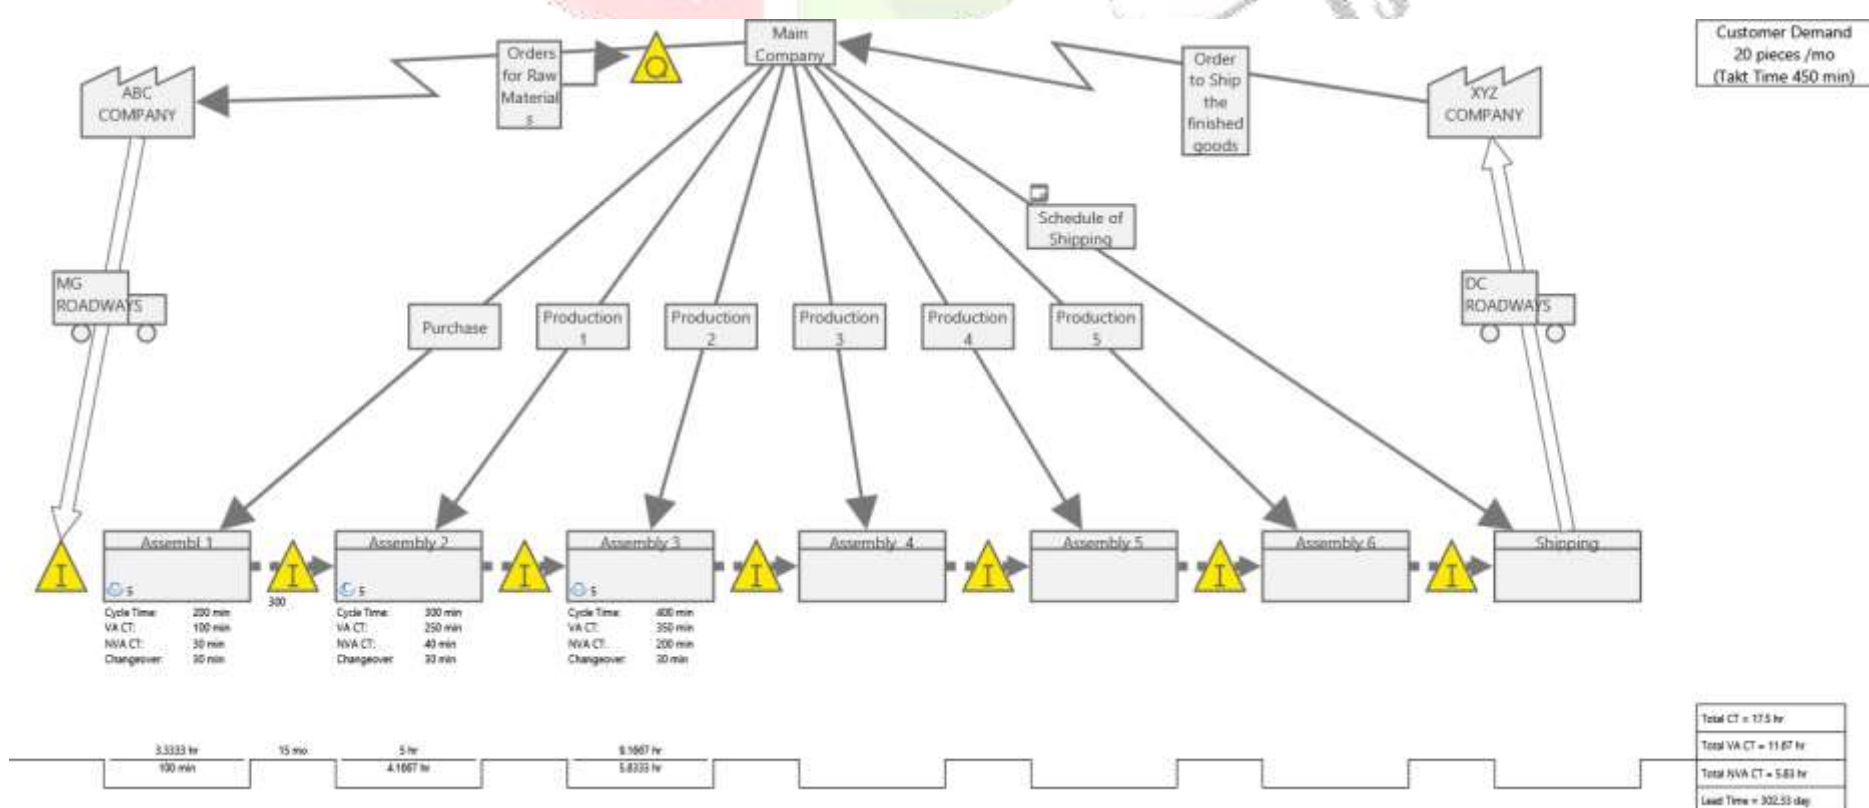 Main
Company
Customer Demand
20 pieces /mo
(Takt Time 450 min)
Orders
for Raw
Material
s
Order
to Ship
the
finished
goods
ABC
COMPANY
XYZ
COMPANY
Schedule of
Shipping
MG
ROADWAYS
DC
ROADWAYS
Purchase
Production
1
Production
2
Production
3
Production
4
Production
5
Assembl 1
Assembly 2
Assembly 3
Assembly 4
Assembly 5
Assembly 6
Shipping
I
I
I
I
I
I
I
5
5
5
300
Cycle Time: 200 min
VA CT: 100 min
NVA CT: 30 min
Changeover: 30 min
Cycle Time: 300 min
VA CT: 250 min
NVA CT: 40 min
Changeover: 30 min
Cycle Time: 400 min
VA CT: 350 min
NVA CT: 200 min
Changeover: 30 min
3.3333 hr
100 min
15 mo
5 hr
4.1667 hr
9.1667 hr
5.8333 hr
Total CT = 17.5 hr
Total VA CT = 11.67 hr
Total NVA CT = 5.83 hr
Lead Time = 302.53 day